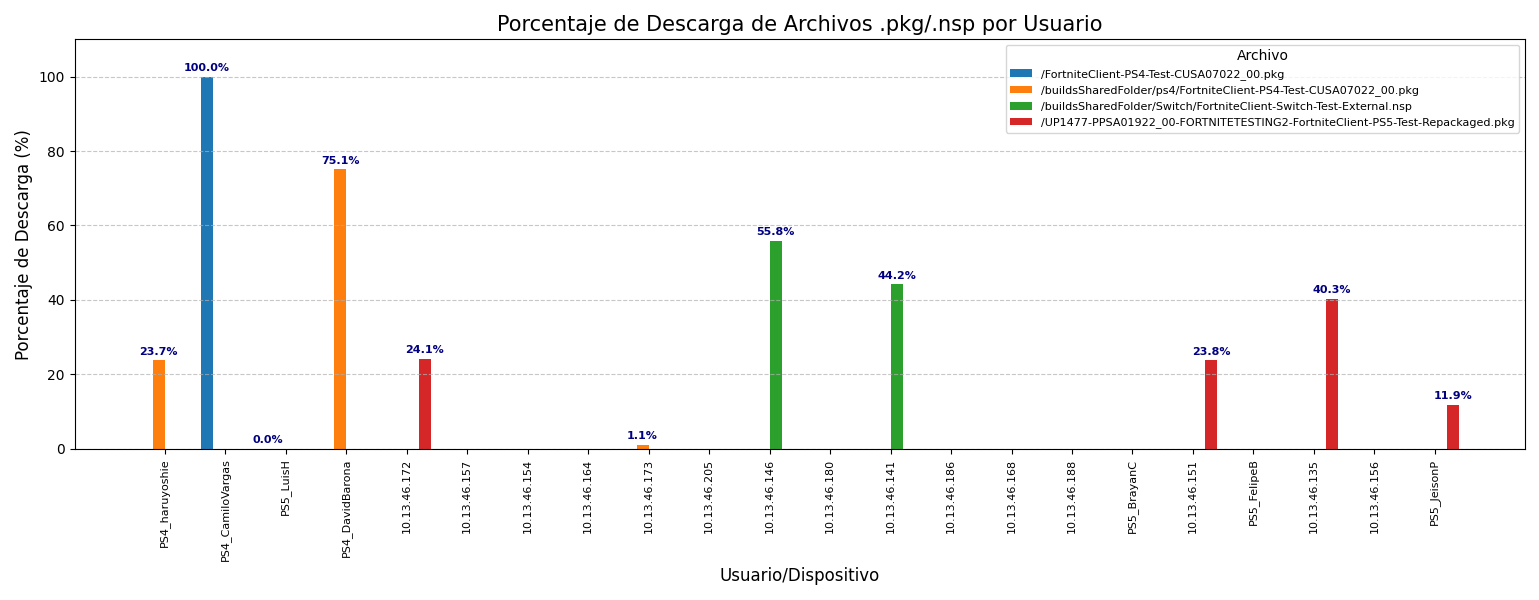 Porcentaje de Descarga de Archivos .pkg/.nsp por Usuario
Archivo
/FortniteClient-PS4-Test-CUSA07022_00.pkg
/buildsSharedFolder/ps4/FortniteClient-PS4-Test-CUSA07022_00.pkg
/buildsSharedFolder/Switch/FortniteClient-Switch-Test-External.nsp
/UP1477-PPSA01922_00-FORTNITETESTING2-FortniteClient-PS5-Test-Repackaged.pkg
Porcentaje de Descarga (%)
100
80
60
40
20
0
23.7%
100.0%
0.0%
75.1%
24.1%
1.1%
55.8%
44.2%
23.8%
40.3%
11.9%
PS4_haruyoshie
PS4_CamiloVargas
PS5_LuisH
PS4_DavidBarona
10.13.46.172
10.13.46.157
10.13.46.154
10.13.46.164
10.13.46.173
10.13.46.205
10.13.46.146
10.13.46.180
10.13.46.141
10.13.46.186
10.13.46.168
10.13.46.188
PS5_BrayanC
10.13.46.151
PS5_FelipeB
10.13.46.135
10.13.46.156
PS5_JeisonP
Usuario/Dispositivo